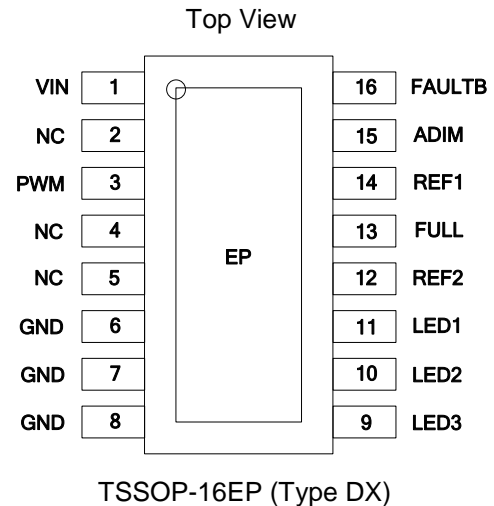 Top View
VIN 1 16 FAULTB
NC 2 15 ADIM
PWM 3 14 REF1
NC 4 13 FULL
EP
NC 5 12 REF2
GND 6 11 LED1
GND 7 10 LED2
GND 8 9 LED3
TSSOP-16EP (Type DX)